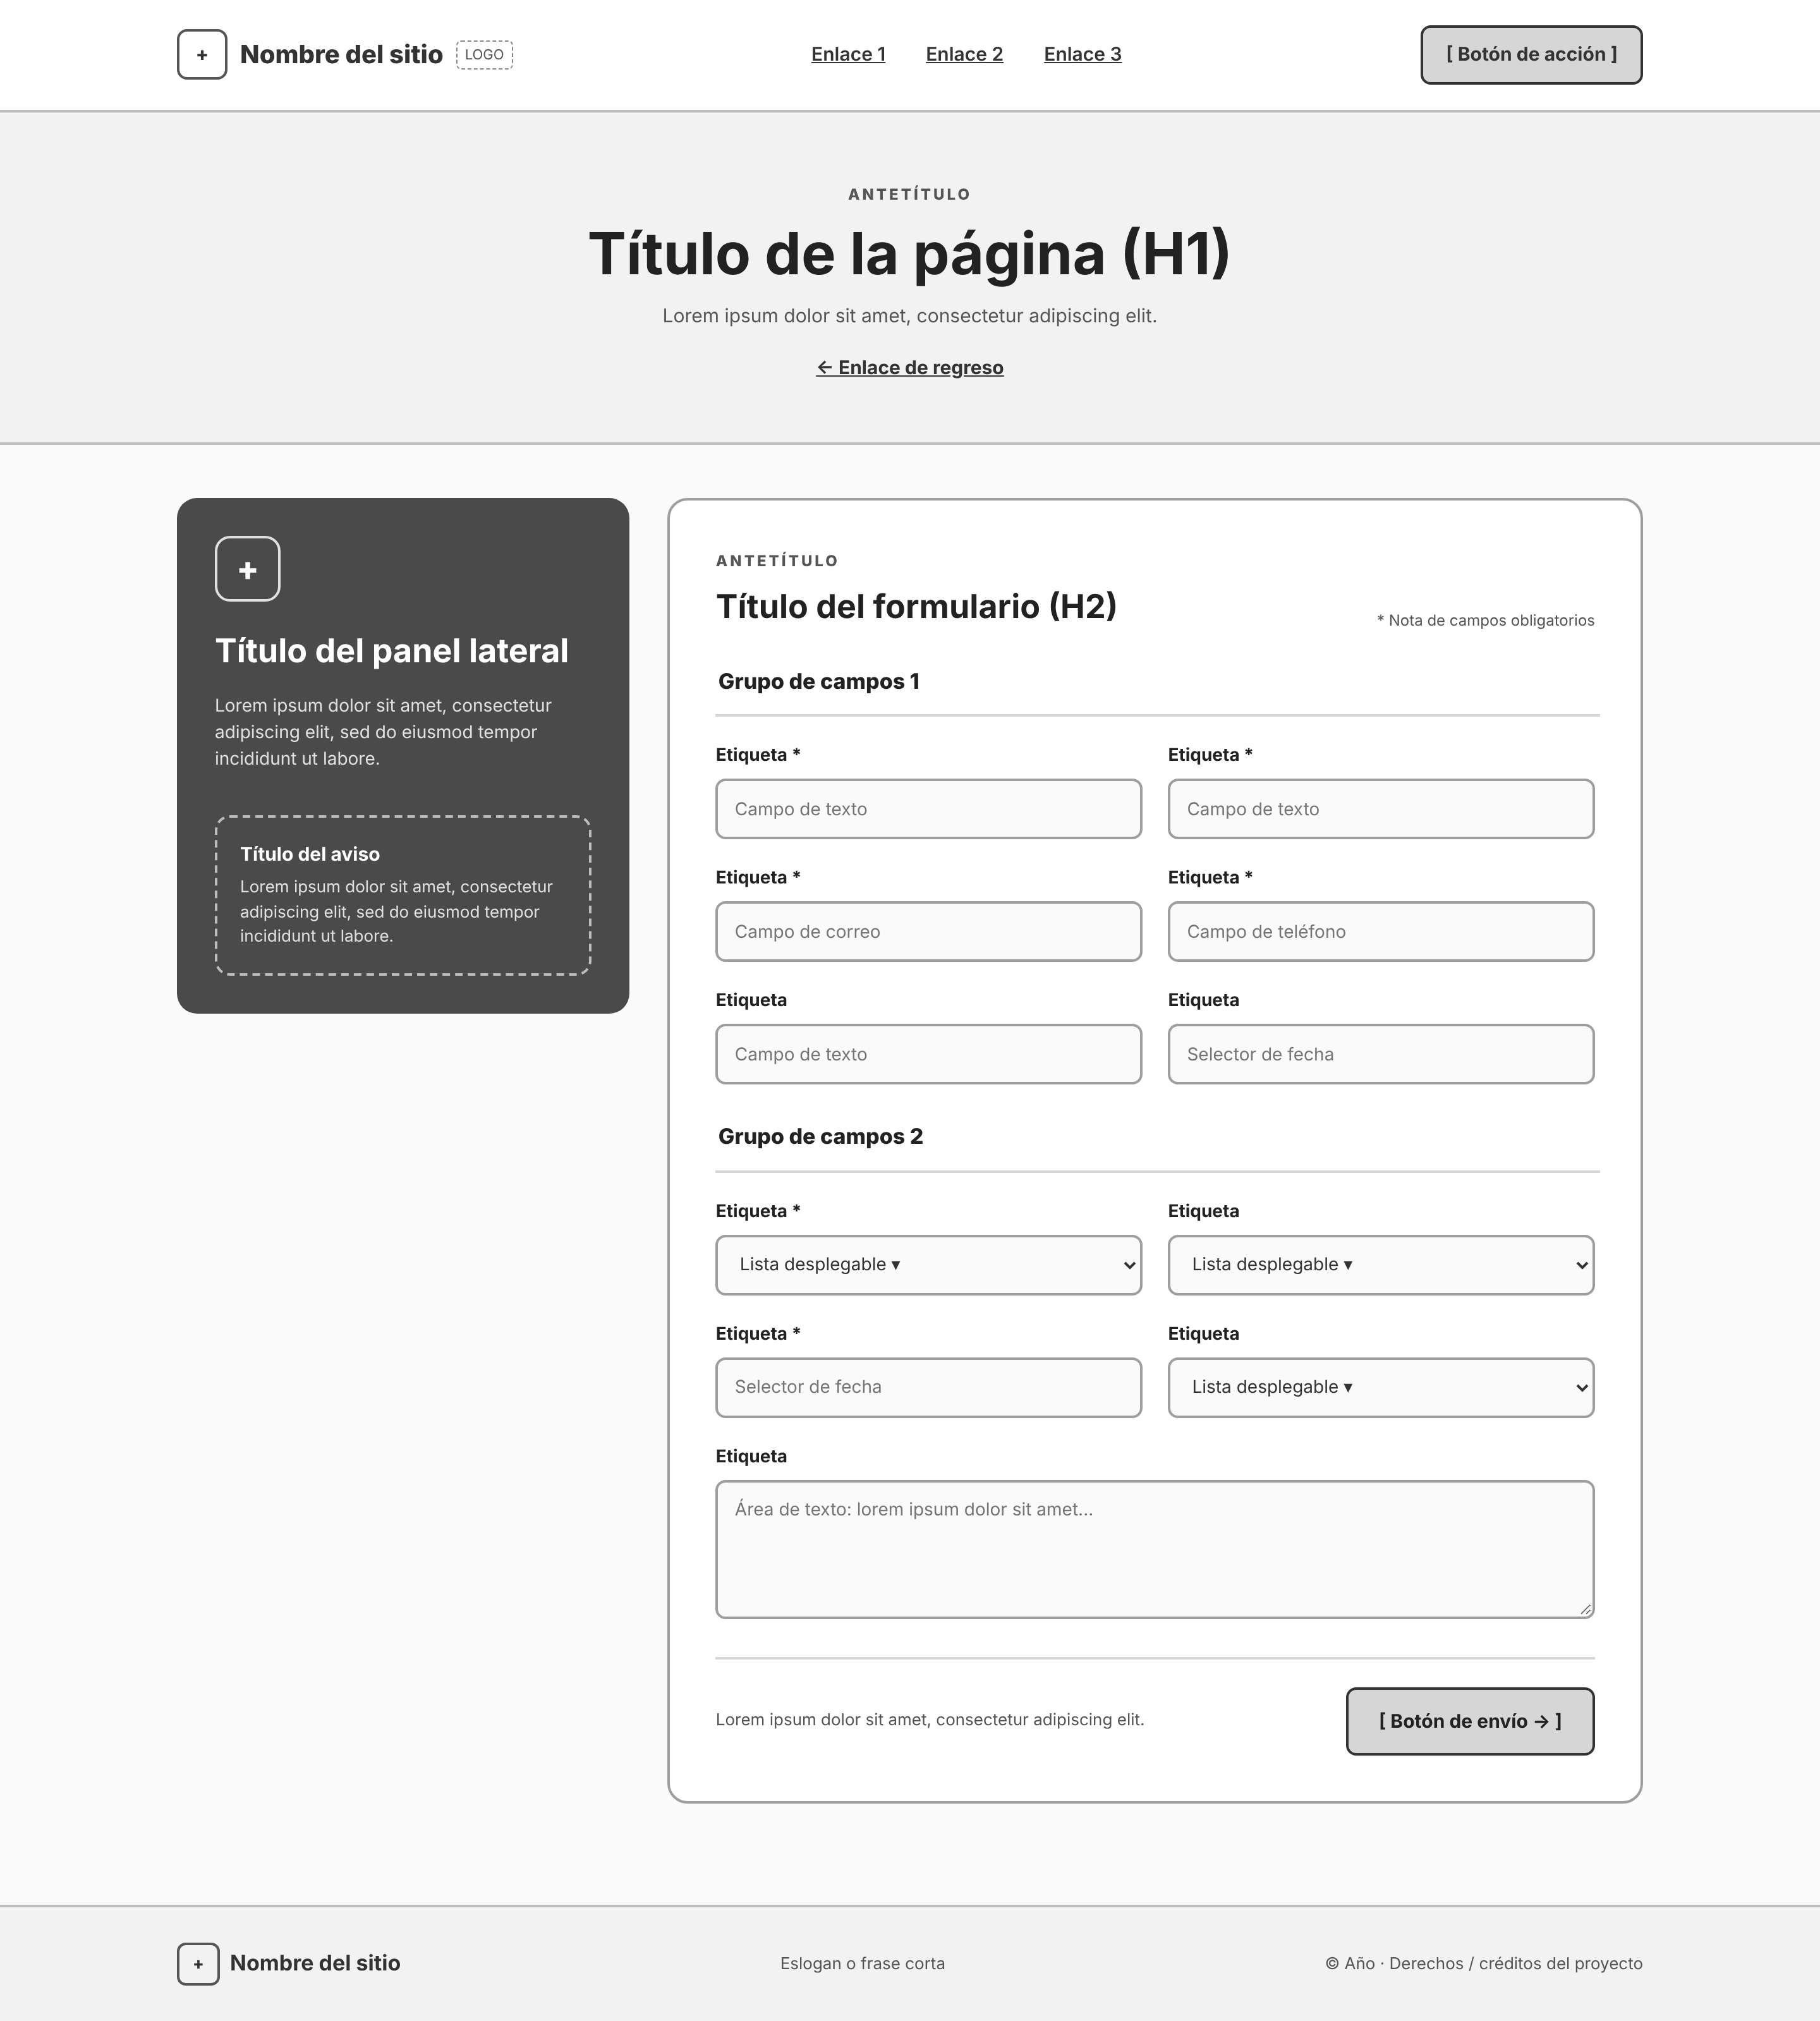 + Nombre del sitio LOGO
Enlace 1 Enlace 2 Enlace 3
[ Botón de acción ]
ANTETÍTULO
Título de la página (H1)
Lorem ipsum dolor sit amet, consectetur adipiscing elit.
← Enlace de regreso
+
Título del panel lateral
Lorem ipsum dolor sit amet, consectetur
adipiscing elit, sed do eiusmod tempor
incididunt ut labore.
Título del aviso
Lorem ipsum dolor sit amet, consectetur
adipiscing elit, sed do eiusmod tempor
incididunt ut labore.
ANTETÍTULO
Título del formulario (H2)
* Nota de campos obligatorios
Grupo de campos 1
Etiqueta * Etiqueta *
Campo de texto Campo de texto
Etiqueta * Etiqueta *
Campo de correo Campo de teléfono
Etiqueta Etiqueta
Campo de texto Selector de fecha
Grupo de campos 2
Etiqueta * Etiqueta
Lista desplegable ▾ Lista desplegable ▾
Etiqueta * Etiqueta
Selector de fecha Lista desplegable ▾
Etiqueta
Área de texto: lorem ipsum dolor sit amet...
Lorem ipsum dolor sit amet, consectetur adipiscing elit.
[ Botón de envío → ]
+ Nombre del sitio
Eslogan o frase corta
© Año · Derechos / créditos del proyecto